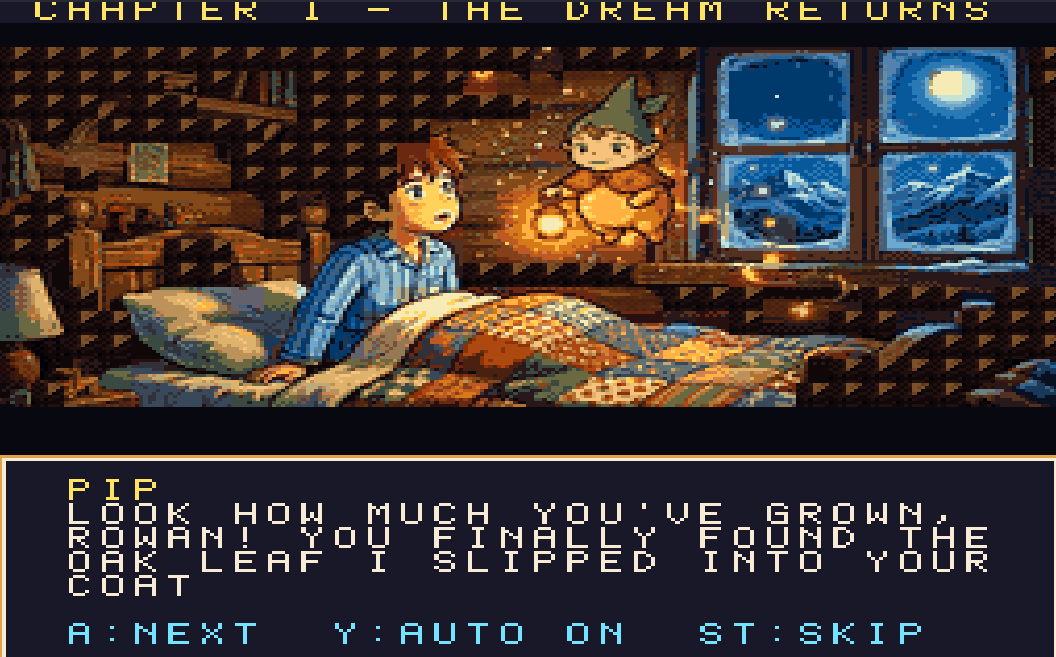 CHAPTER 1 — THE DREAM RETURNS
PIP
LOOK HOW MUCH YOU'VE GROWN,
ROWAN! YOU FINALLY FOUND THE
OAK LEAF I SLIPPED INTO YOUR
COAT
A:NEXT Y:AUTO ON ST:SKIP